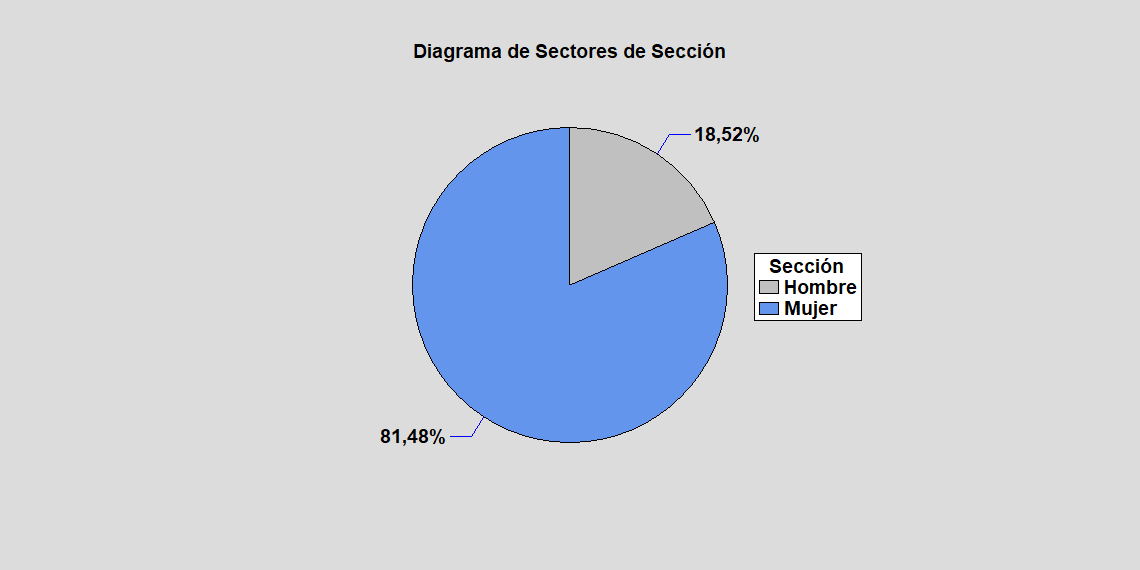 Diagrama de Sectores de Sección
18,52%
Sección
Hombre
Mujer
81,48%